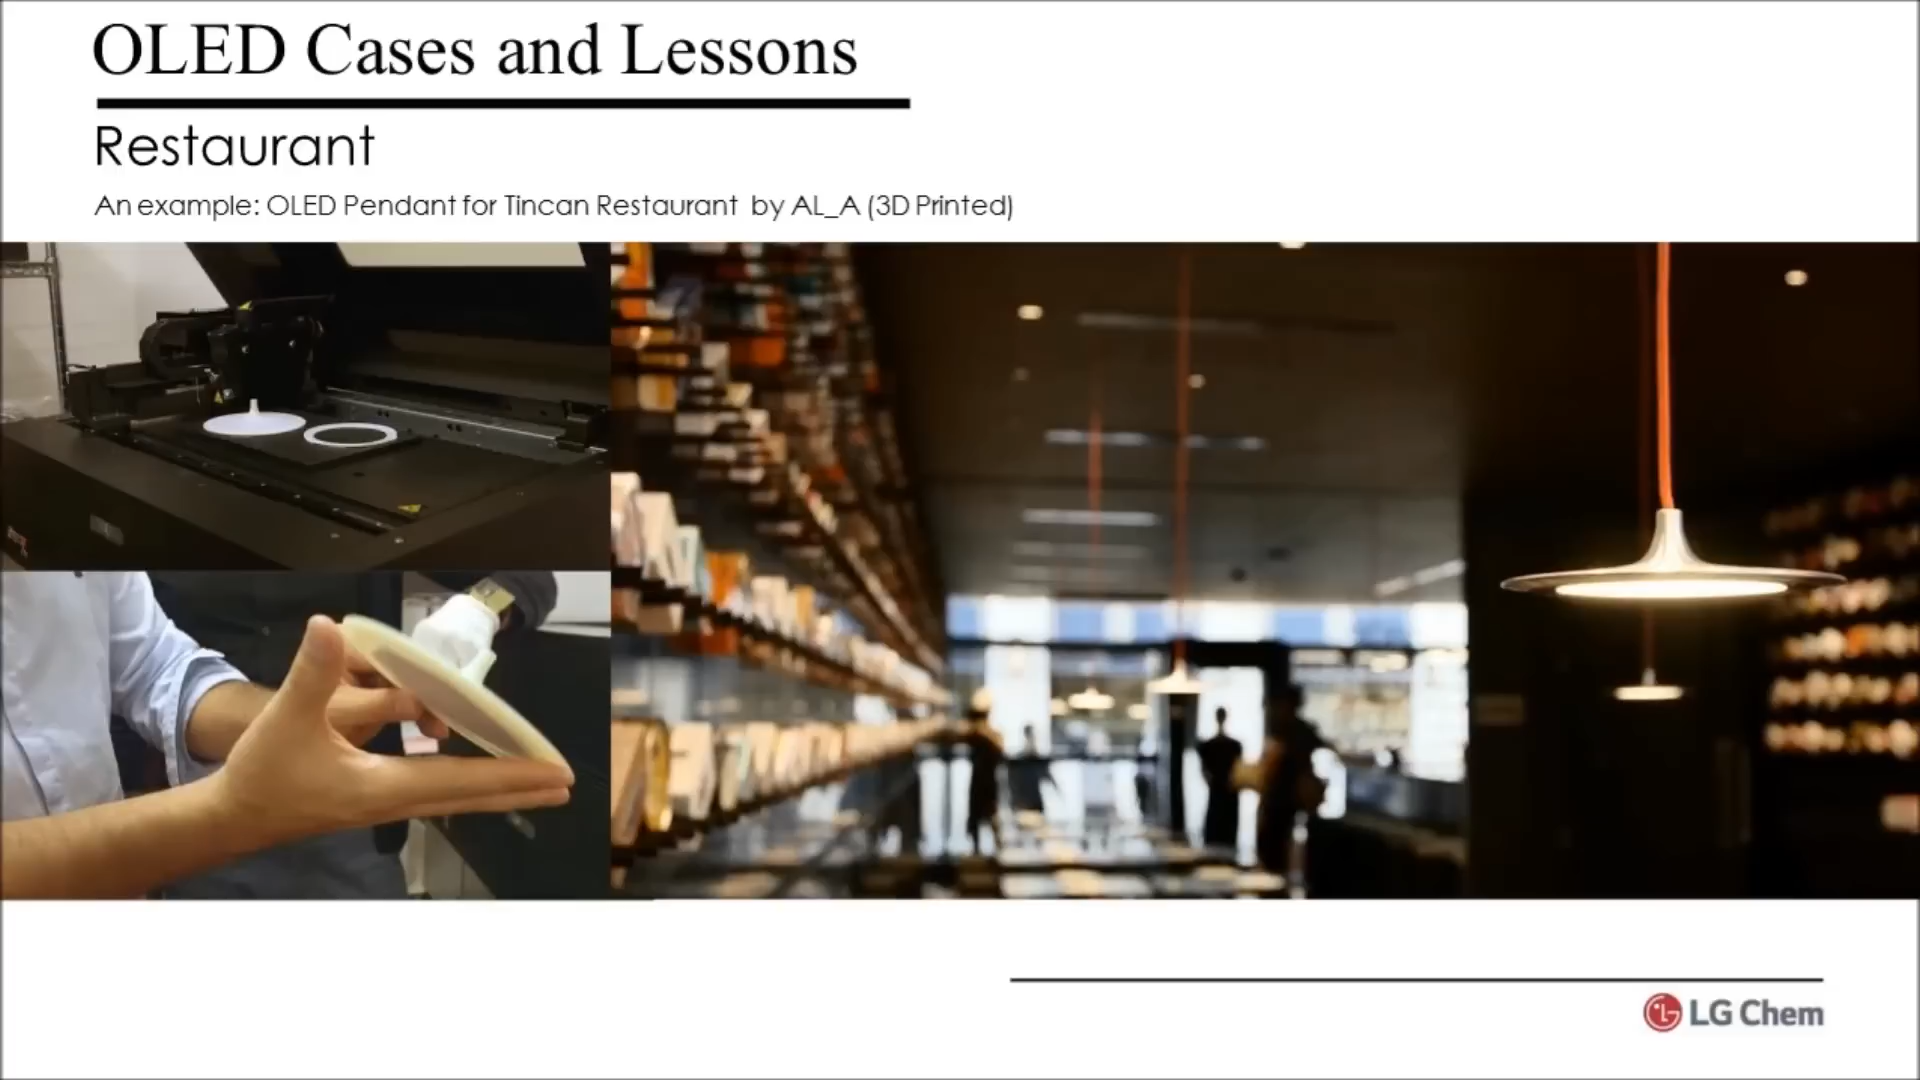 OLED Cases and Lessons
Restaurant
An example: OLED Pendant for Tincan Restaurant by AL_A (3D Printed)
LG Chem